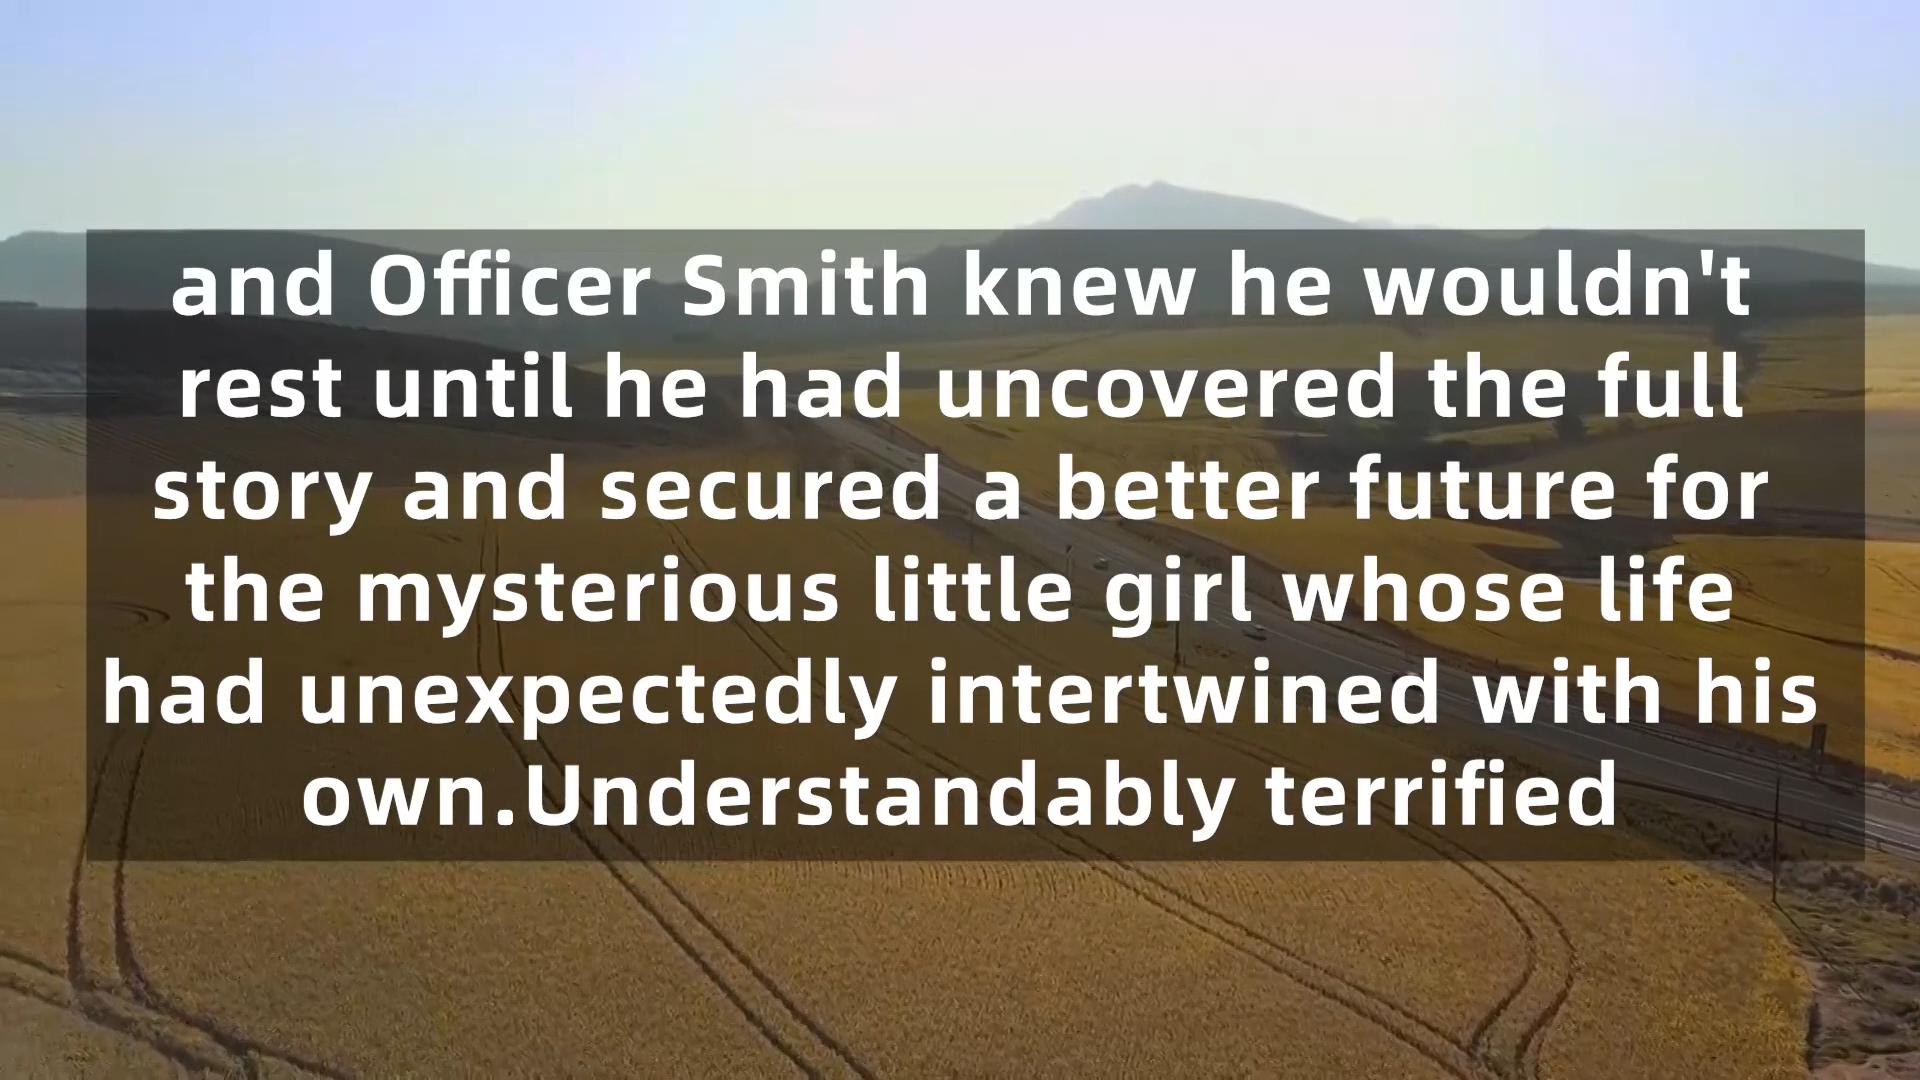 and Officer Smith knew he wouldn't
rest until he had uncovered the full
story and secured a better future for
the mysterious little girl whose life
had unexpectedly intertwined with his
own.Understandably terrified